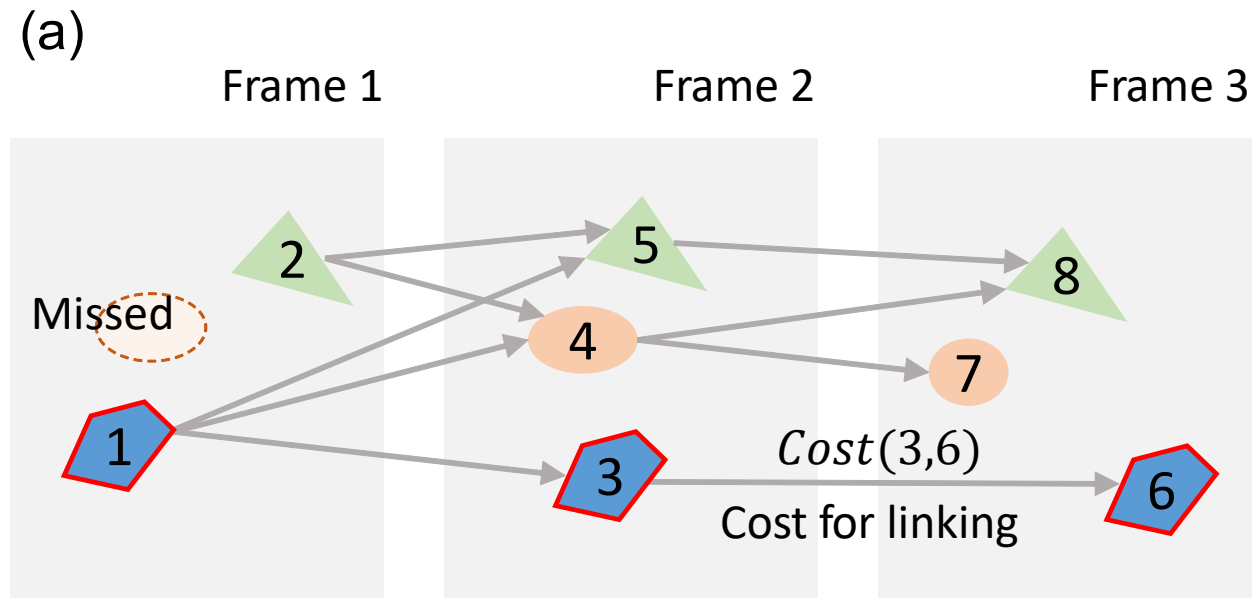 (a)
Frame 1
Frame 2
Frame 3
2
5
8
Missed
4
7
1
3
Cost(3,6)
6
Cost for linking